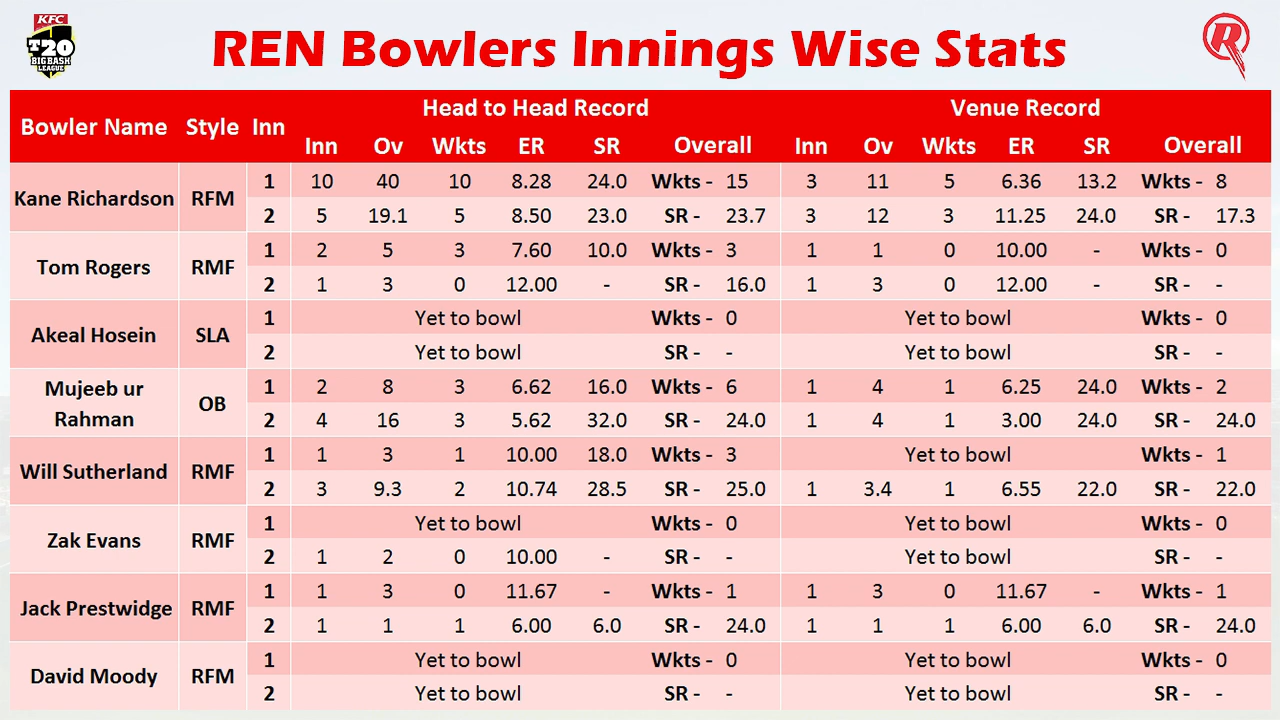 KFC
T20
BIG BASH
LEAGUE
REN Bowlers Innings Wise Stats
R
Bowler Name Style Inn Head to Head Record Venue Record
Inn Ov Wkts ER SR Overall Inn Ov Wkts ER SR Overall
Kane Richardson RFM 1 10 40 10 8.28 24.0 Wkts - 15 3 11 5 6.36 13.2 Wkts - 8
2 5 19.1 5 8.50 23.0 SR - 23.7 3 12 3 11.25 24.0 SR - 17.3
Tom Rogers RMF 1 2 5 3 7.60 10.0 Wkts - 3 1 1 0 10.00 - Wkts - 0
2 1 3 0 12.00 - SR - 16.0 1 3 0 12.00 - SR - -
Akeal Hosein SLA 1 Yet to bowl Wkts - 0 Yet to bowl Wkts - 0
2 Yet to bowl SR - - Yet to bowl SR - -
Mujeeb ur Rahman OB 1 2 8 3 6.62 16.0 Wkts - 6 1 4 1 6.25 24.0 Wkts - 2
2 4 16 3 5.62 32.0 SR - 24.0 1 4 1 3.00 24.0 SR - 24.0
Will Sutherland RMF 1 1 3 1 10.00 18.0 Wkts - 3 Yet to bowl Wkts - 1
2 3 9.3 2 10.74 28.5 SR - 25.0 1 3.4 1 6.55 22.0 SR - 22.0
Zak Evans RMF 1 Yet to bowl Wkts - 0 Yet to bowl Wkts - 0
2 1 2 0 10.00 - SR - - Yet to bowl SR - -
Jack Prestwidge RMF 1 1 3 0 11.67 - Wkts - 1 1 3 0 11.67 - Wkts - 1
2 1 1 1 6.00 6.0 SR - 24.0 1 1 1 6.00 6.0 SR - 24.0
David Moody RFM 1 Yet to bowl Wkts - 0 Yet to bowl Wkts - 0
2 Yet to bowl SR - - Yet to bowl SR - -